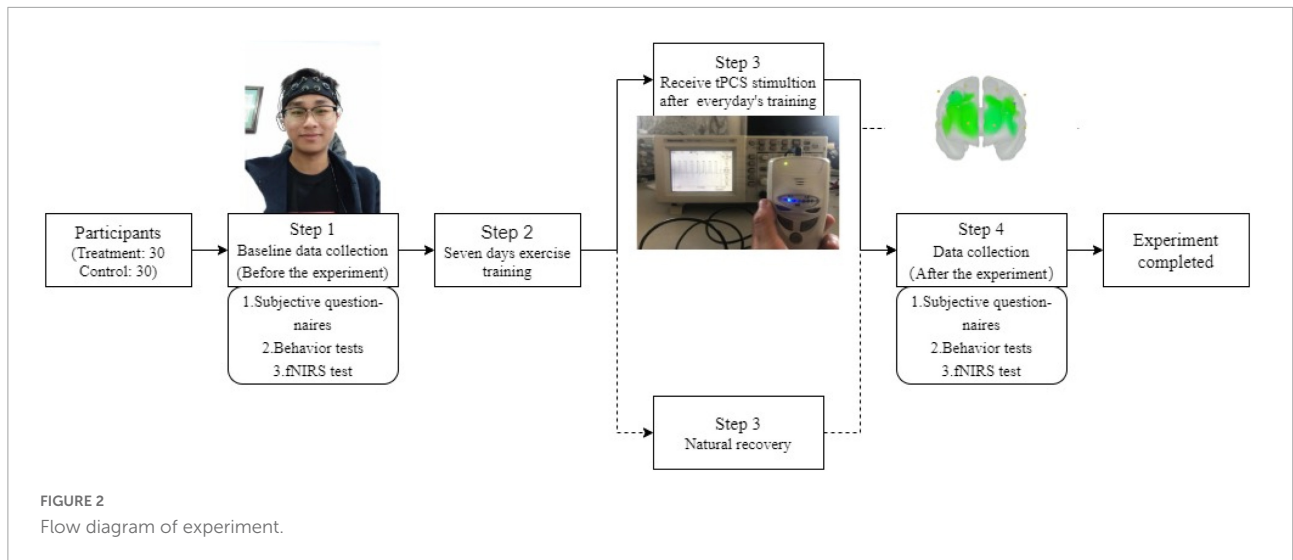 Participants
(Treatment: 30
Control: 30)
Step 1
Baseline data collection
(Before the experiment)
1.Subjective question-
naires
2.Behavior tests
3.fNIRS test
Step 2
Seven days exercise
training
Step 3
Receive tPCS stimultion
after everyday's training
Step 3
Natural recovery
Step 4
Data collection
(After the experiment)
1.Subjective question-
naires
2.Behavior tests
3.fNIRS test
Experiment
completed
FIGURE 2
Flow diagram of experiment.